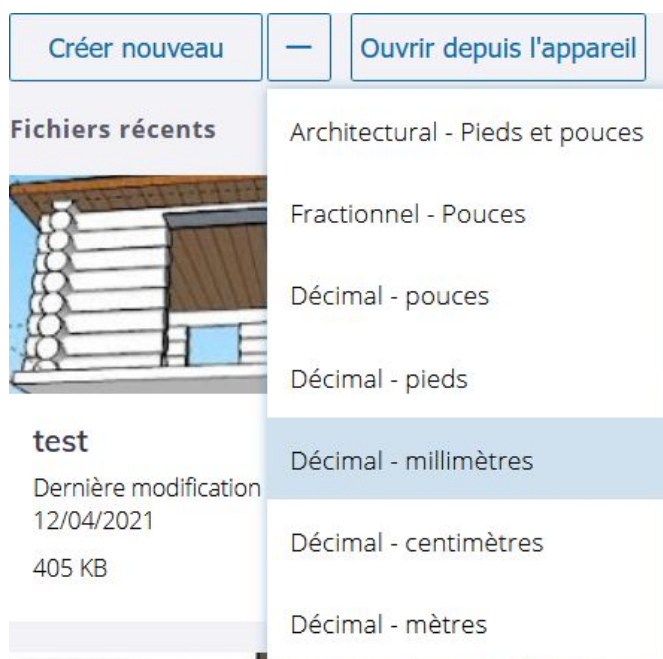 Créer nouveau
Ouvrir depuis l'appareil
Fichiers récents
test
Dernière modification
12/04/2021
405 KB
Architectural - Pieds et pouces
Fractionnel - Pouces
Décimal - pouces
Décimal - pieds
Décimal - millimètres
Décimal - centimètres
Décimal - mètres